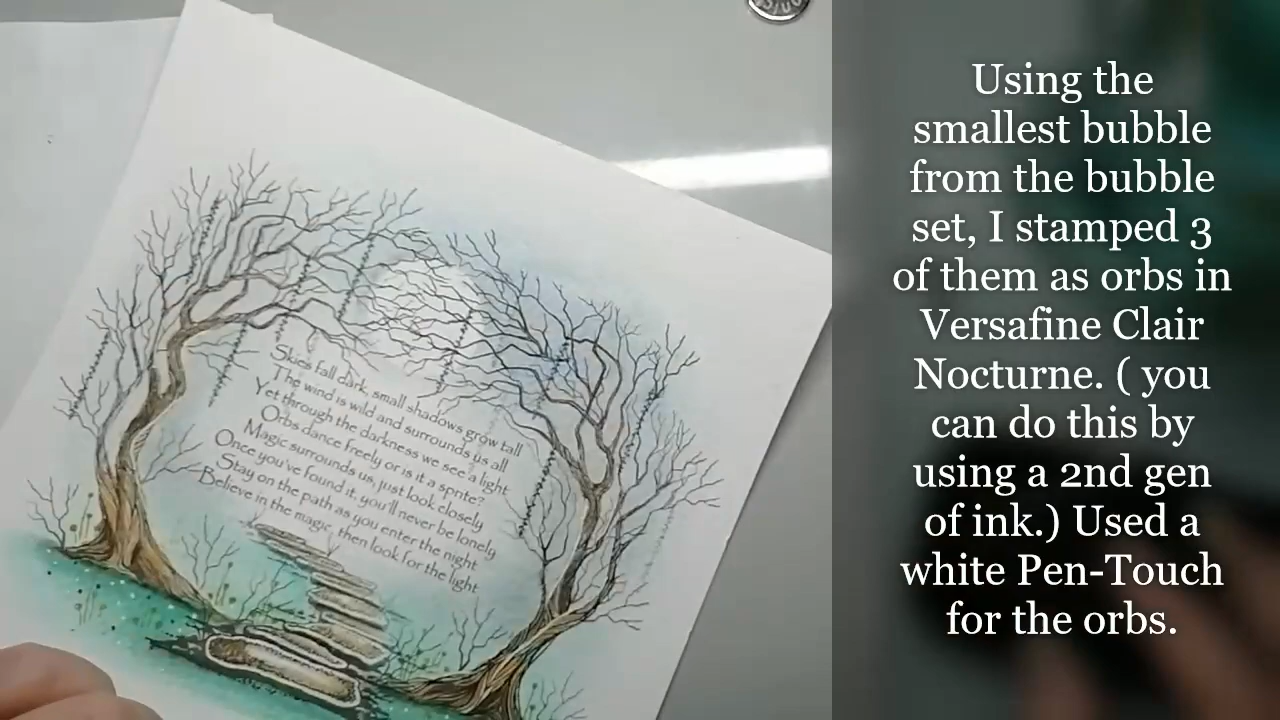 Skies fall dark, small shadows grow tall
The wind is wild and surrounds us all
Yet through the darkness we see a light
Orbs dance freely or is it a sprite?
Magic surrounds us, just look closely
Once you've found it, you'll never be lonely
Stay on the path as you enter the night
Believe in the magic, then look for the light
Using the
smallest bubble
from the bubble
set, I stamped 3
of them as orbs in
Versafine Clair
Nocturne. ( you
can do this by
using a 2nd gen
of ink.) Used a
white Pen-Touch
for the orbs.